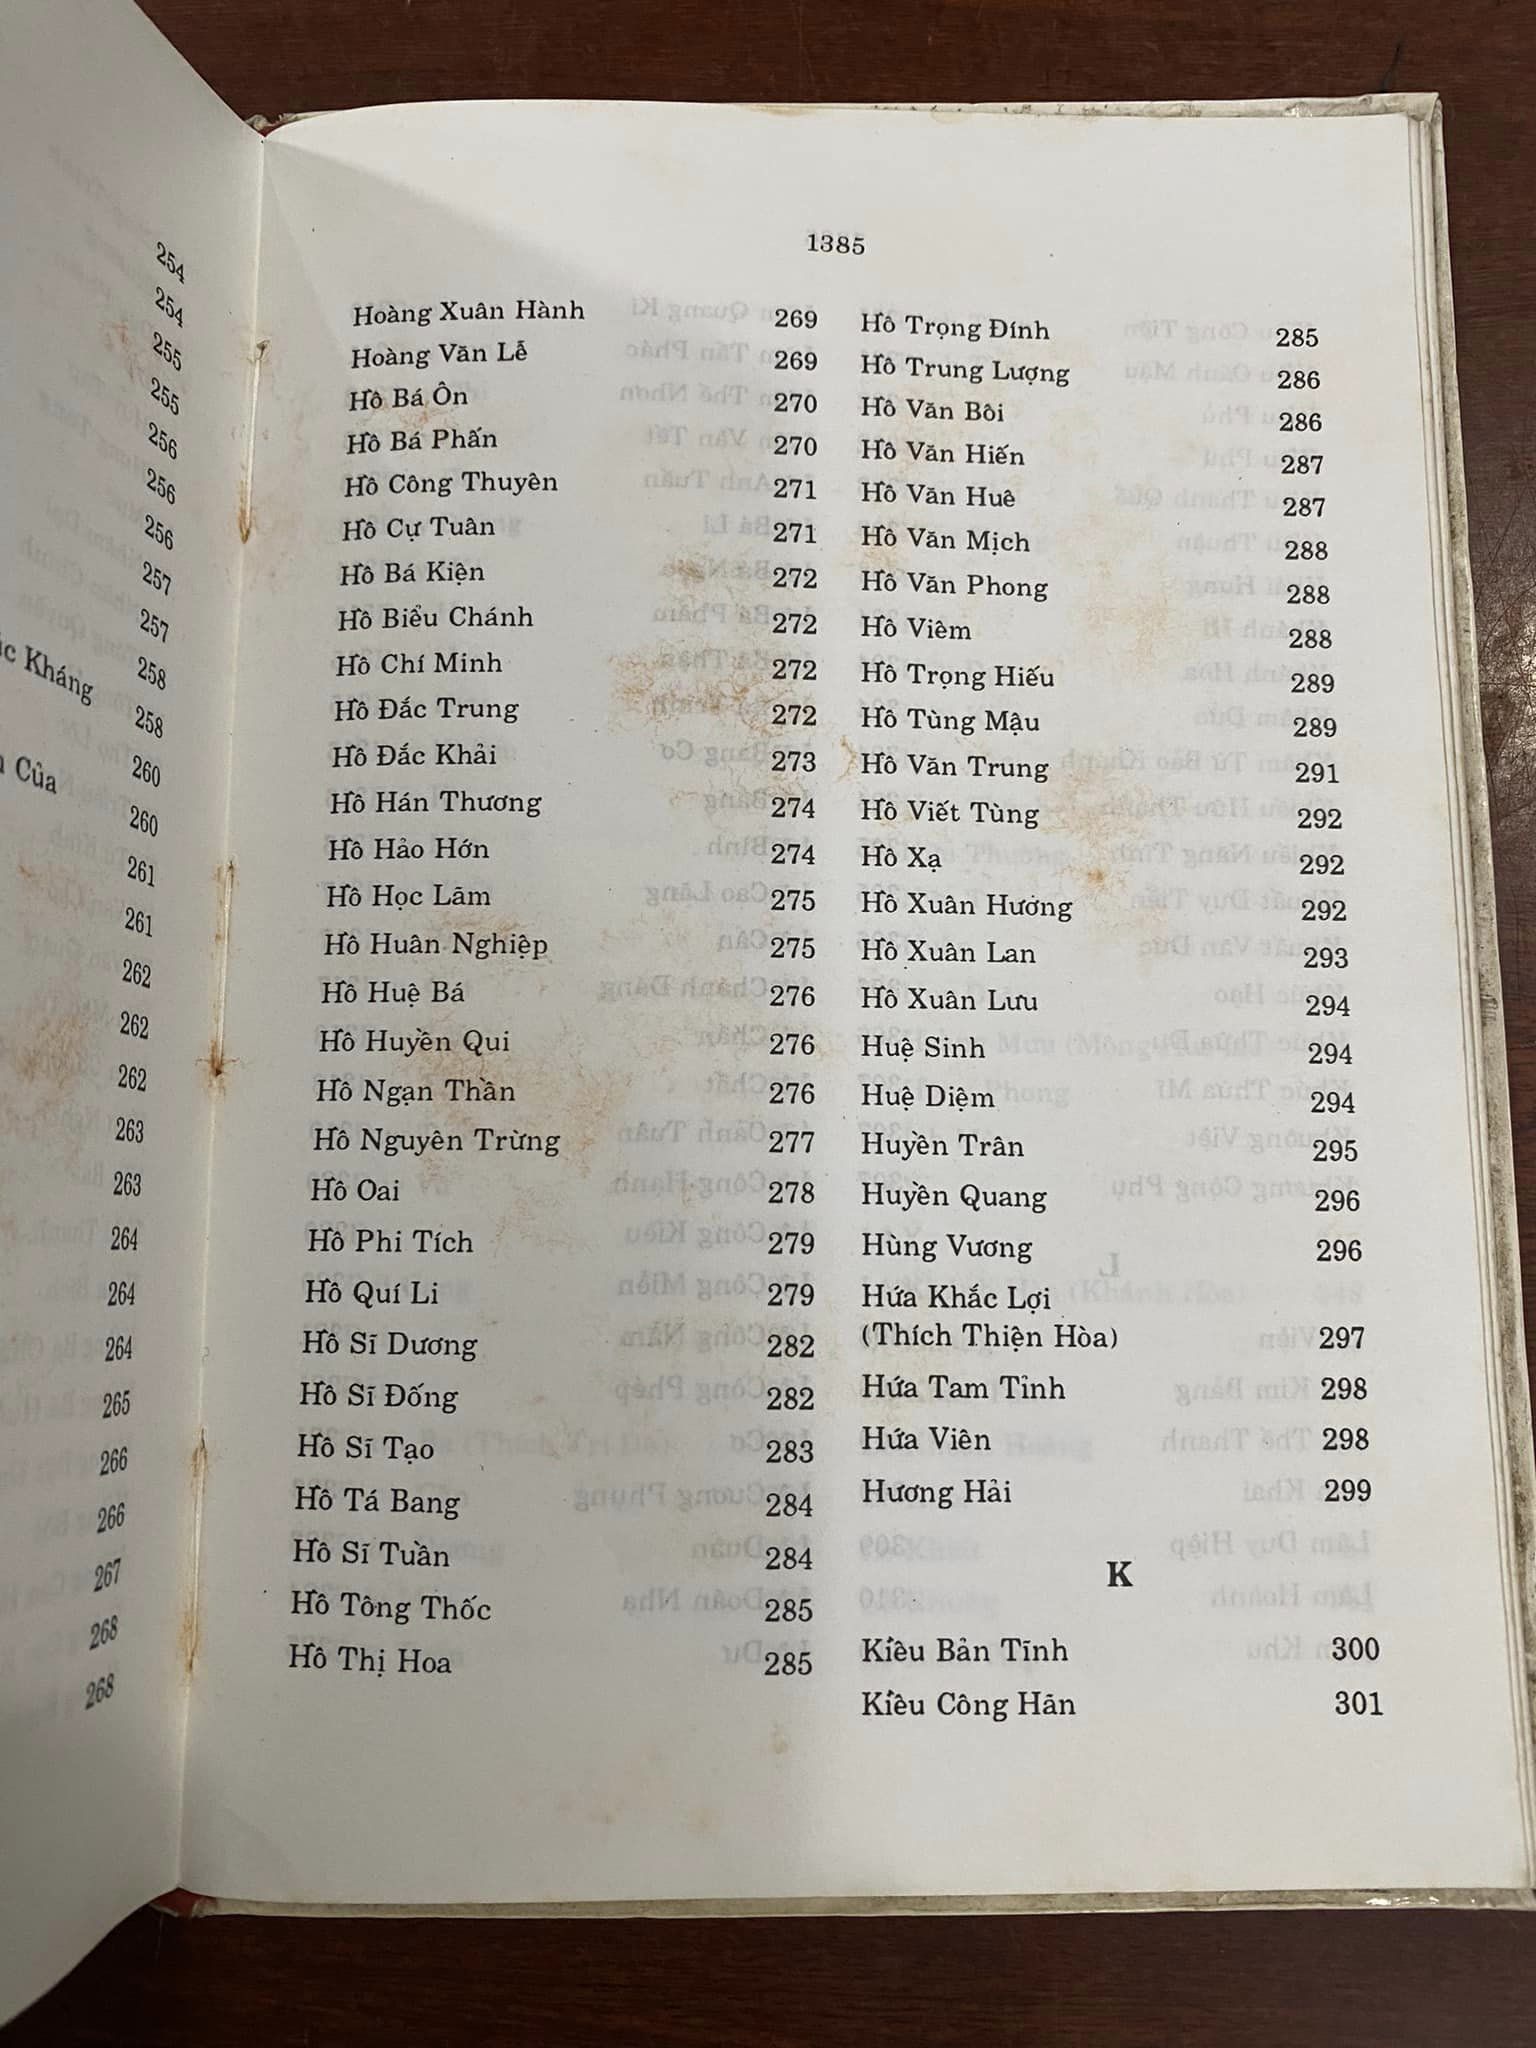 254
254
255
255
256
256
256
257
257
258
Kháng 258
260
Của
260
261
261
262
262
262
263
263
264
264
264
265
266
266
267
268
268
1385
Hoàng Xuân Hành 269
Hoàng Văn Lễ 269
Hồ Bá Ôn 270
Hồ Bá Phấn 270
Hồ Công Thuyên 271
Hồ Cự Tuân 271
Hồ Bá Kiện 272
Hồ Biểu Chánh 272
Hồ Chí Minh 272
Hồ Đắc Trung 272
Hồ Đắc Khải 273
Hồ Hán Thương 274
Hồ Hảo Hớn 274
Hồ Học Lãm 275
Hồ Huân Nghiệp 275
Hồ Huệ Bá 276
Hồ Huyền Qui 276
Hồ Ngạn Thần 276
Hồ Nguyên Trừng 277
Hồ Oai 278
Hồ Phi Tích 279
Hồ Quí Li 279
Hồ Sĩ Dương 282
Hồ Sĩ Đống 282
Hồ Sĩ Tạo 283
Hồ Tá Bang 284
Hồ Sĩ Tuần 284
Hồ Tông Thốc 285
Hồ Thị Hoa 285
Hồ Trọng Đính 285
Hồ Trung Lượng 286
Hồ Văn Bôi 286
Hồ Văn Hiến 287
Hồ Văn Huê 287
Hồ Văn Mịch 288
Hồ Văn Phong 288
Hồ Viêm 288
Hồ Trọng Hiếu 289
Hồ Tùng Mậu 289
Hồ Văn Trung 291
Hồ Viết Tùng 292
Hồ Xạ 292
Hồ Xuân Hương 292
Hồ Xuân Lan 293
Hồ Xuân Lưu 294
Huệ Sinh 294
Huệ Diệm 294
Huyền Trân 295
Huyền Quang 296
Hùng Vương 296
Hứa Khắc Lợi
(Thích Thiện Hòa) 297
Hứa Tam Tỉnh 298
Hứa Viên 298
Hương Hải 299
K
Kiều Bản Tĩnh 300
Kiều Công Hãn 301